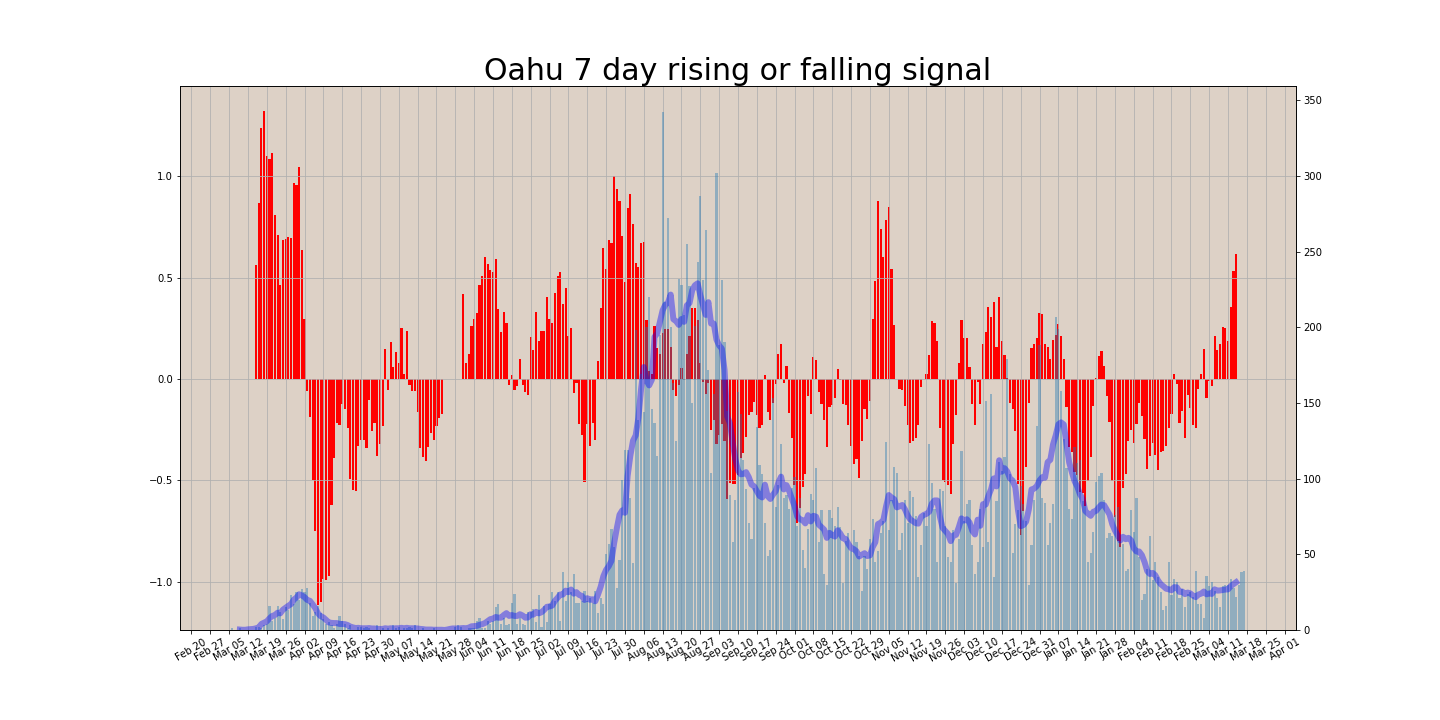 Oahu 7 day rising or falling signal
1.0
0.5
0.0
−0.5
−1.0
350
300
250
200
150
100
50
0
Feb 20
Feb 27
Mar 05
Mar 12
Mar 19
Mar 26
Apr 02
Apr 09
Apr 16
Apr 23
Apr 30
May 07
May 14
May 21
May 28
Jun 04
Jun 11
Jun 18
Jun 25
Jul 02
Jul 09
Jul 16
Jul 23
Jul 30
Aug 06
Aug 13
Aug 20
Aug 27
Sep 03
Sep 10
Sep 17
Sep 24
Oct 01
Oct 08
Oct 15
Oct 22
Oct 29
Nov 05
Nov 12
Nov 19
Nov 26
Dec 03
Dec 10
Dec 17
Dec 24
Dec 31
Jan 07
Jan 14
Jan 21
Jan 28
Feb 04
Feb 11
Feb 18
Feb 25
Mar 04
Mar 11
Mar 18
Mar 25
Apr 01